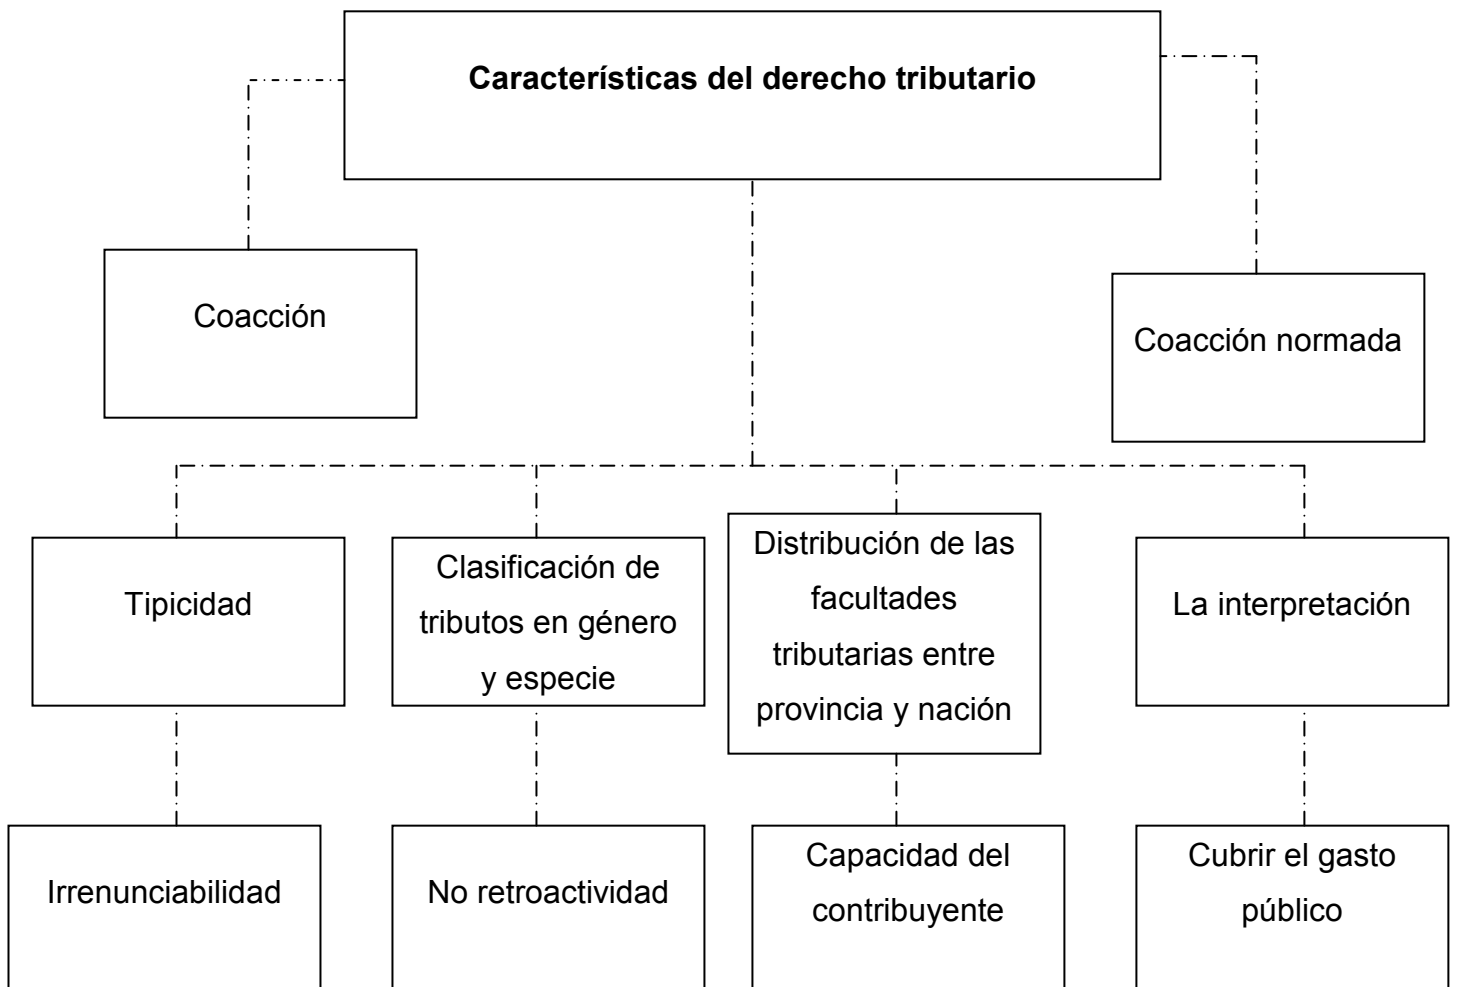 Características del derecho tributario
Coacción
Coacción normada
Tipicidad
Clasificación de
tributos en género
y especie
Distribución de las
facultades
tributarias entre
provincia y nación
La interpretación
Irrenunciabilidad
No retroactividad
Capacidad del
contribuyente
Cubrir el gasto
público